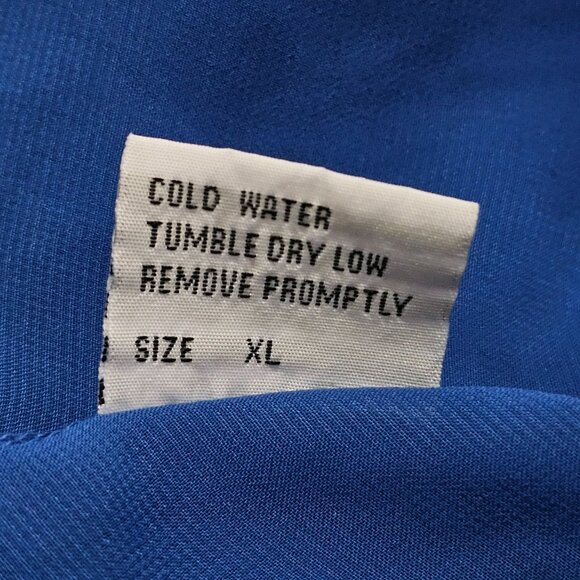 COLD WATER
TUMBLE DRY LOW
REMOVE PROMPTLY
SIZE XL